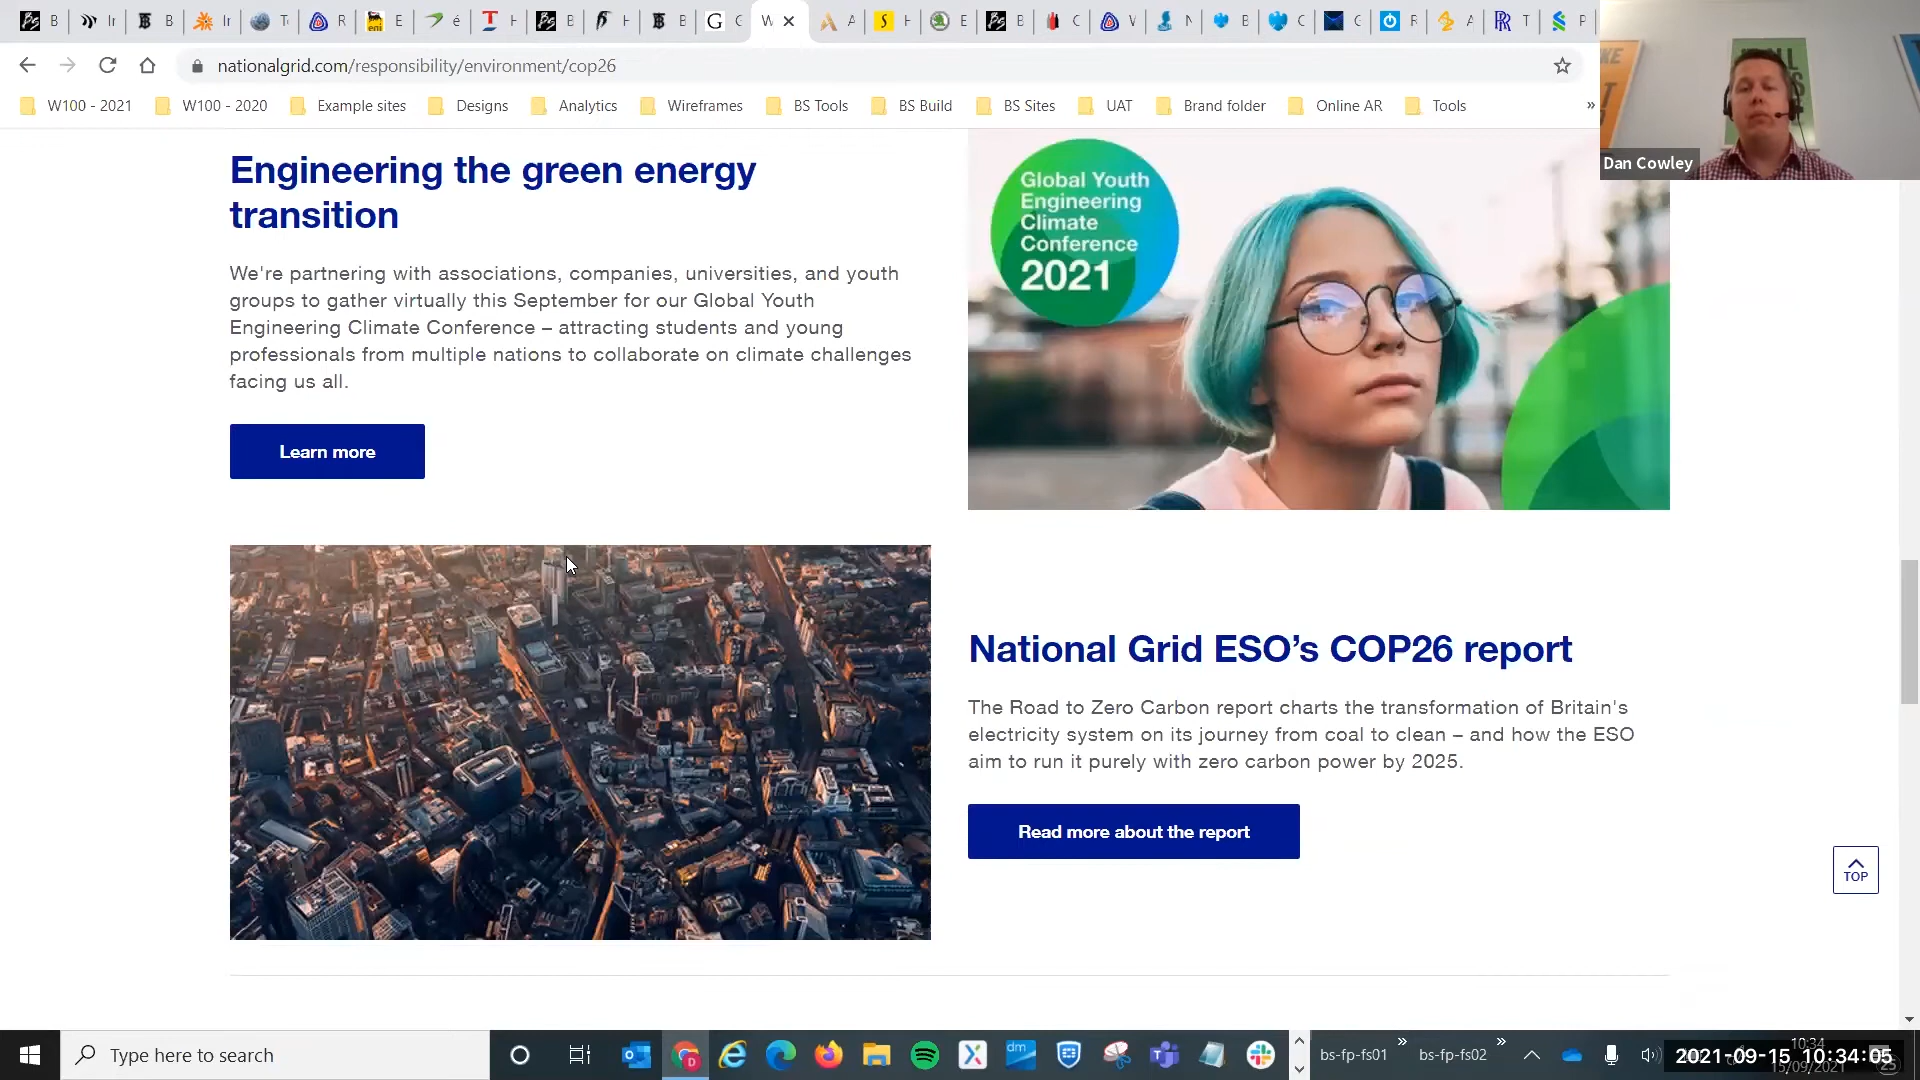 nationalgrid.com/responsibility/environment/cop26
W100 - 2021
W100 - 2020
Example sites
Designs
Analytics
Wireframes
BS Tools
BS Build
BS Sites
UAT
Brand folder
Online AR
Tools
»
Dan Cowley
Engineering the green energy
transition
We're partnering with associations, companies, universities, and youth
groups to gather virtually this September for our Global Youth
Engineering Climate Conference – attracting students and young
professionals from multiple nations to collaborate on climate challenges
facing us all.
Learn more
Global Youth
Engineering
Climate
Conference
2021
National Grid ESO’s COP26 report
The Road to Zero Carbon report charts the transformation of Britain's
electricity system on its journey from coal to clean – and how the ESO
aim to run it purely with zero carbon power by 2025.
Read more about the report
TOP
Type here to search
dm
bs-fp-fs01
»
bs-fp-fs02
»
10:34
2021-09-15 10:34:05
15/09/2021
25